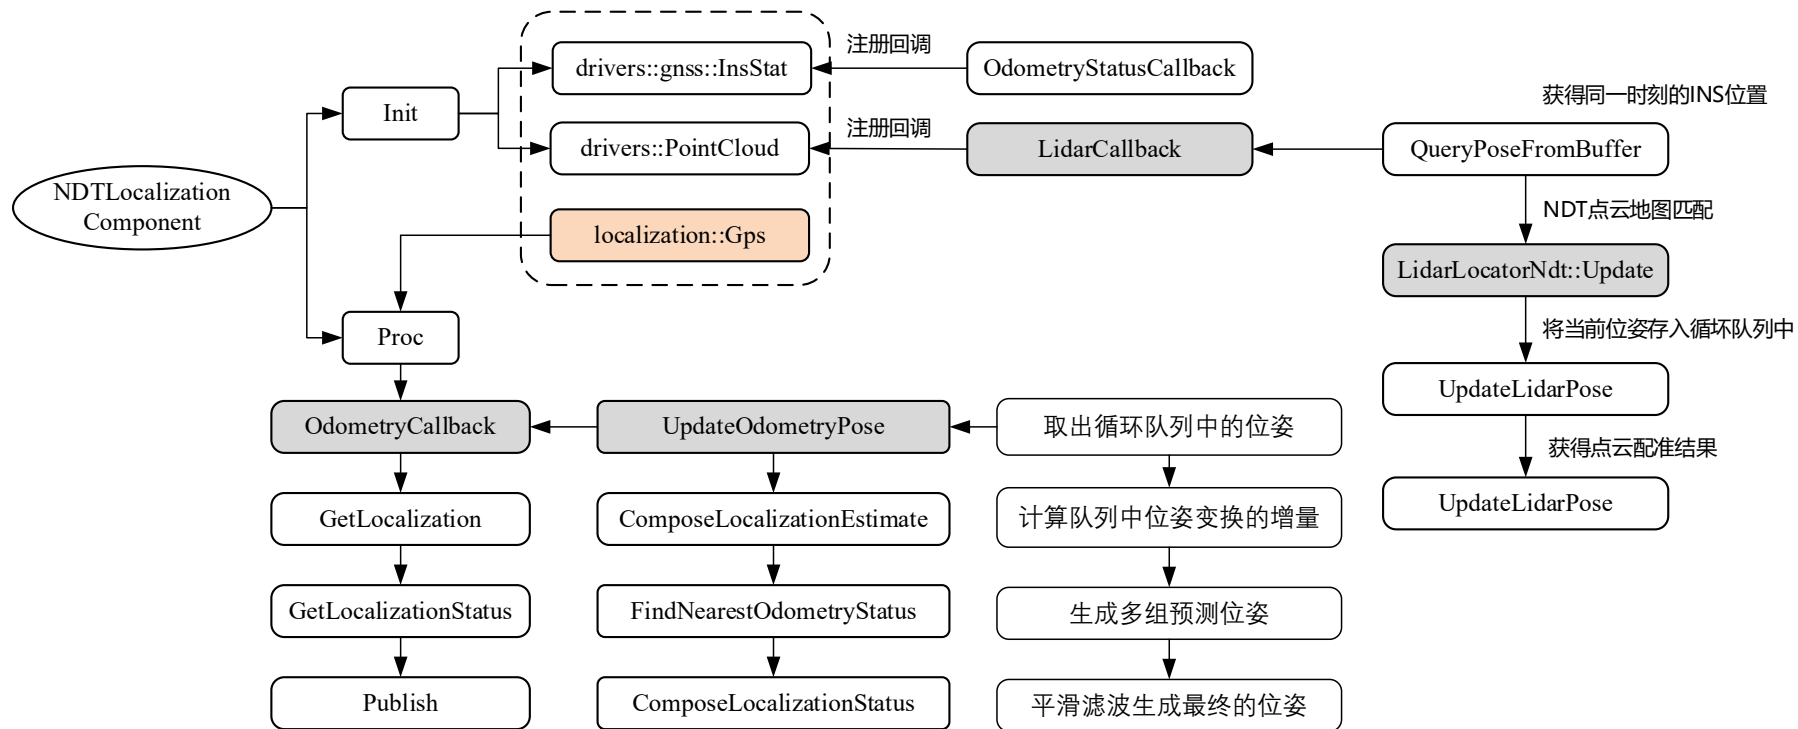 drivers::gnss::InsStat
注册回调
OdometryStatusCallback
Init
获得同一时刻的INS位置
drivers::PointCloud
注册回调
LidarCallback
QueryPoseFromBuffer
NDTLocalization
Component
NDT点云地图匹配
localization::Gps
LidarLocatorNdt::Update
Proc
将当前位姿存入循环队列中
UpdateLidarPose
OdometryCallback
UpdateOdometryPose
取出循环队列中的位姿
获得点云配准结果
UpdateLidarPose
GetLocalization
ComposeLocalizationEstimate
计算队列中位姿变换的增量
GetLocalizationStatus
FindNearestOdometryStatus
生成多组预测位姿
Publish
ComposeLocalizationStatus
平滑滤波生成最终的位姿